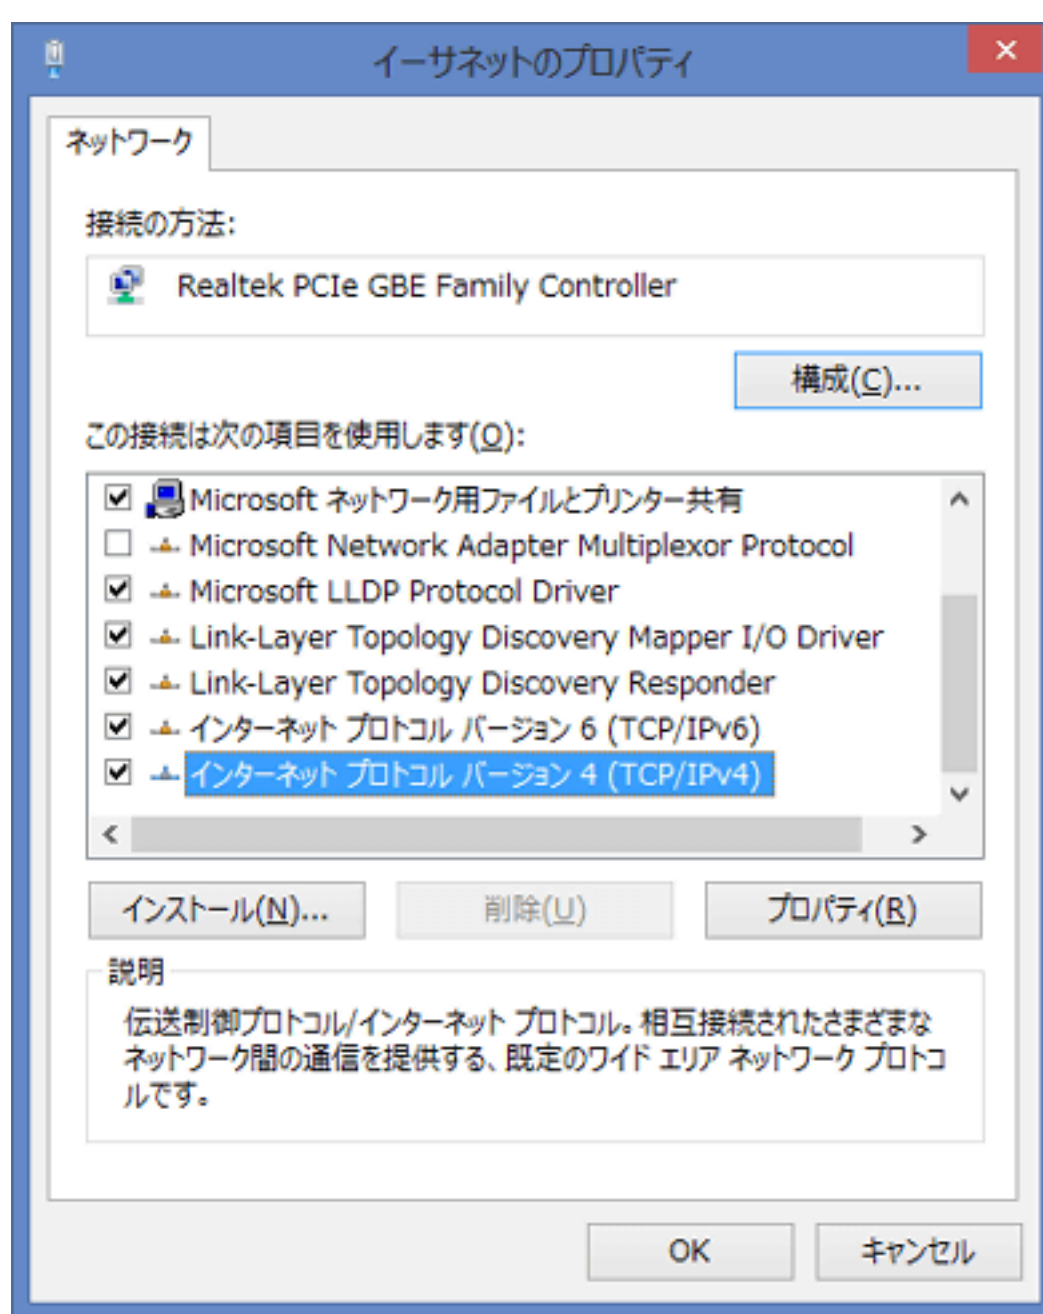 イーサネットのプロパティ
ネットワーク
接続の方法:
Realtek PCIe GBE Family Controller
構成(C)...
この接続は次の項目を使用します(O):
Microsoft ネットワーク用ファイルとプリンター共有
Microsoft Network Adapter Multiplexor Protocol
Microsoft LLDP Protocol Driver
Link-Layer Topology Discovery Mapper I/O Driver
Link-Layer Topology Discovery Responder
インターネット プロトコル バージョン 6 (TCP/IPv6)
インターネット プロトコル バージョン 4 (TCP/IPv4)
インストール(N)...
削除(U)
プロパティ(R)
説明
伝送制御プロトコル/インターネット プロトコル。相互接続されたさまざまな
ネットワーク間の通信を提供する、既定のワイド エリア ネットワーク プロトコ
ルです。
OK
キャンセル